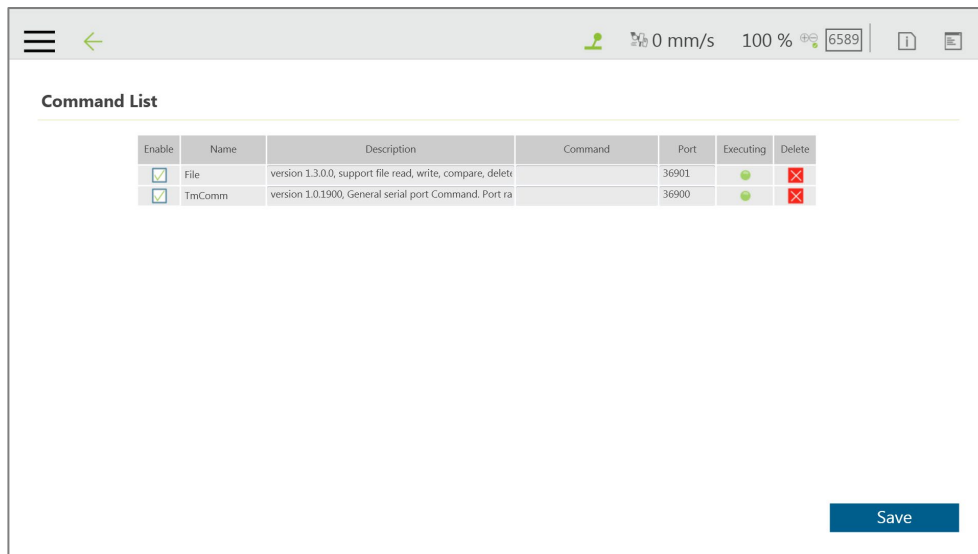 0 mm/s 100 % 6589
Command List
Enable Name Description Command Port Executing Delete
File version 1.3.0.0, support file read, write, compare, delete 36901
TmComm version 1.0.1900, General serial port Command. Port ra 36900
Save